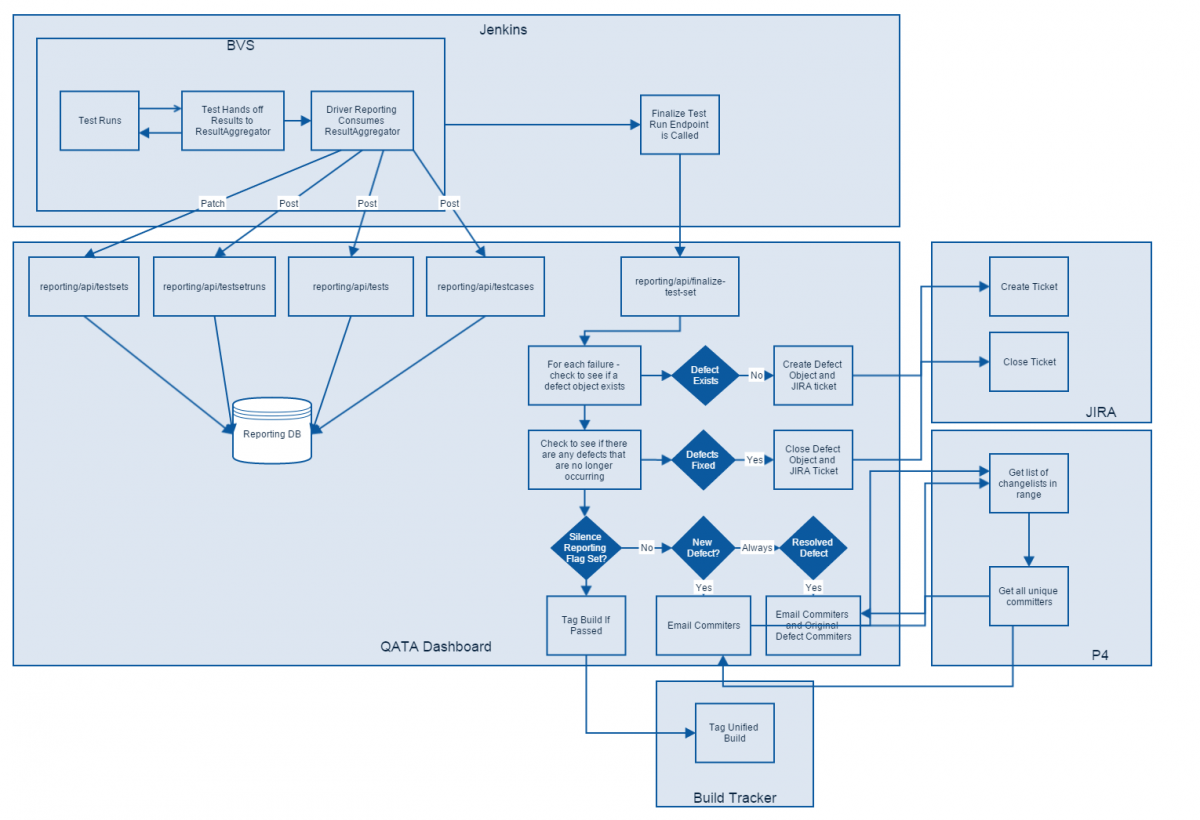 Jenkins
BVS
Test Runs
Test Hands off
Results to
ResultAggregator
Driver Reporting
Consumes
ResultAggregator
Finalize Test
Run Endpoint
is Called
Patch
Post
Post
Post
reporting/api/testsets
reporting/api/testsetruns
reporting/api/tests
reporting/api/testcases
reporting/api/finalize-
test-set
Create Ticket
Close Ticket
JIRA
For each failure -
check to see if a
defect object exists
Defect
Exists
No
Create Defect
Object and
JIRA ticket
Reporting DB
Check to see if there
are any defects that
are no longer
occurring
Defects
Fixed
Yes
Close Defect
Object and
JIRA Ticket
Get list of
changelists in
range
Silence
Reporting
Flag Set?
No
New
Defect?
Always
Resolved
Defect
Yes
Yes
Get all unique
committers
Tag Build If
Passed
Email Commiters
Email Commiters
and Original
Defect Commiters
QATA Dashboard
P4
Tag Unified
Build
Build Tracker